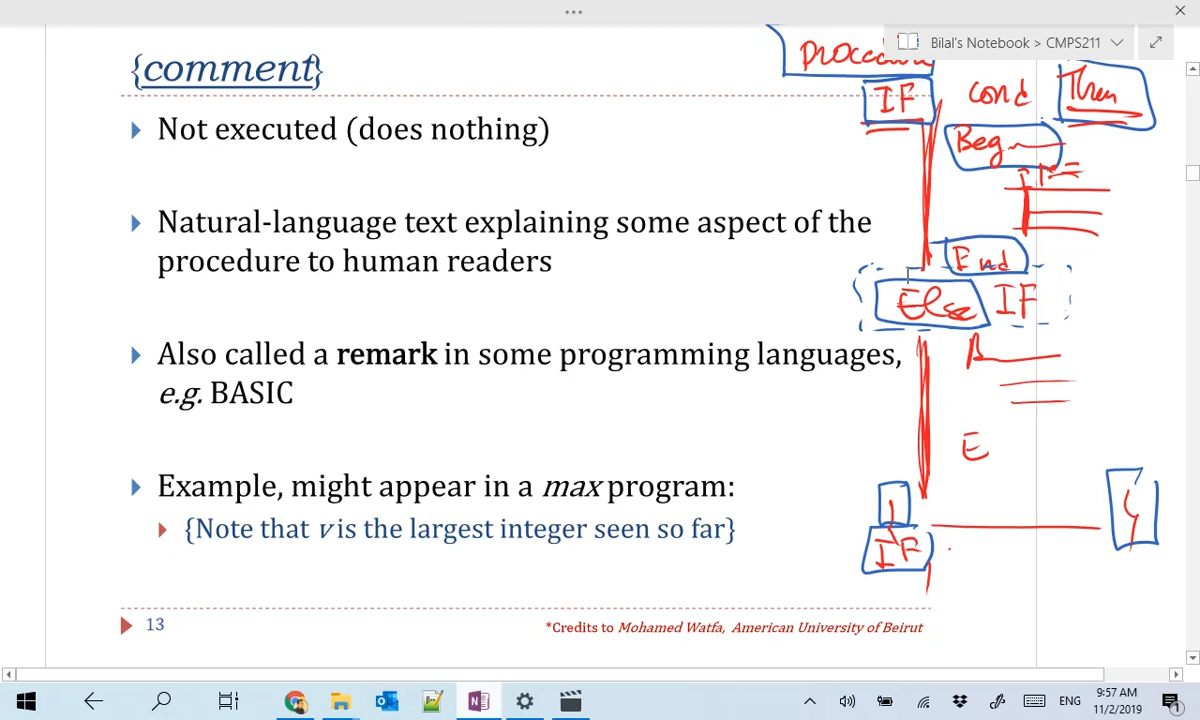 Bilal's Notebook > CMPS211
{comment}
Not executed (does nothing)
Natural-language text explaining some aspect of the
procedure to human readers
Also called a remark in some programming languages,
e.g. BASIC
Example, might appear in a max program:
{Note that v is the largest integer seen so far}
13
*Credits to Mohamed Watfa, American University of Beirut
IF cond Then
Beg
End
Else IF
B
E
IF
ENG
9:57 AM
11/2/2019
1